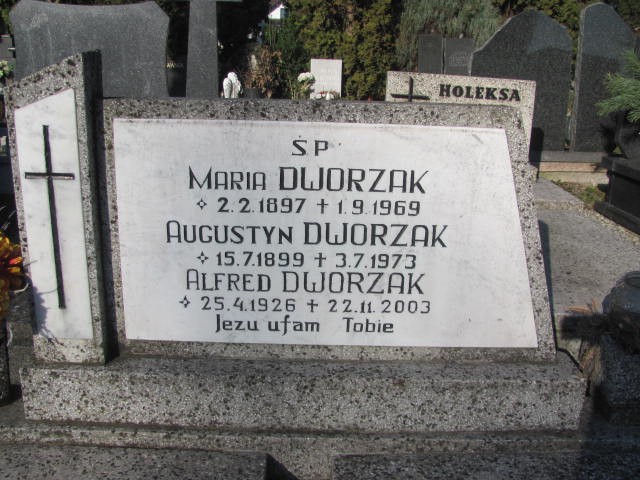 HOLEKSA
ŚP
MARIA DWORZAK
✧ 2.2.1897 ✝ 1.9.1969
AUGUSTYN DWORZAK
✧ 15.7.1899 ✝ 3.7.1973
ALFRED DWORZAK
✧ 25.4.1926 ✝ 22.11.2003
Jezu ufam Tobie